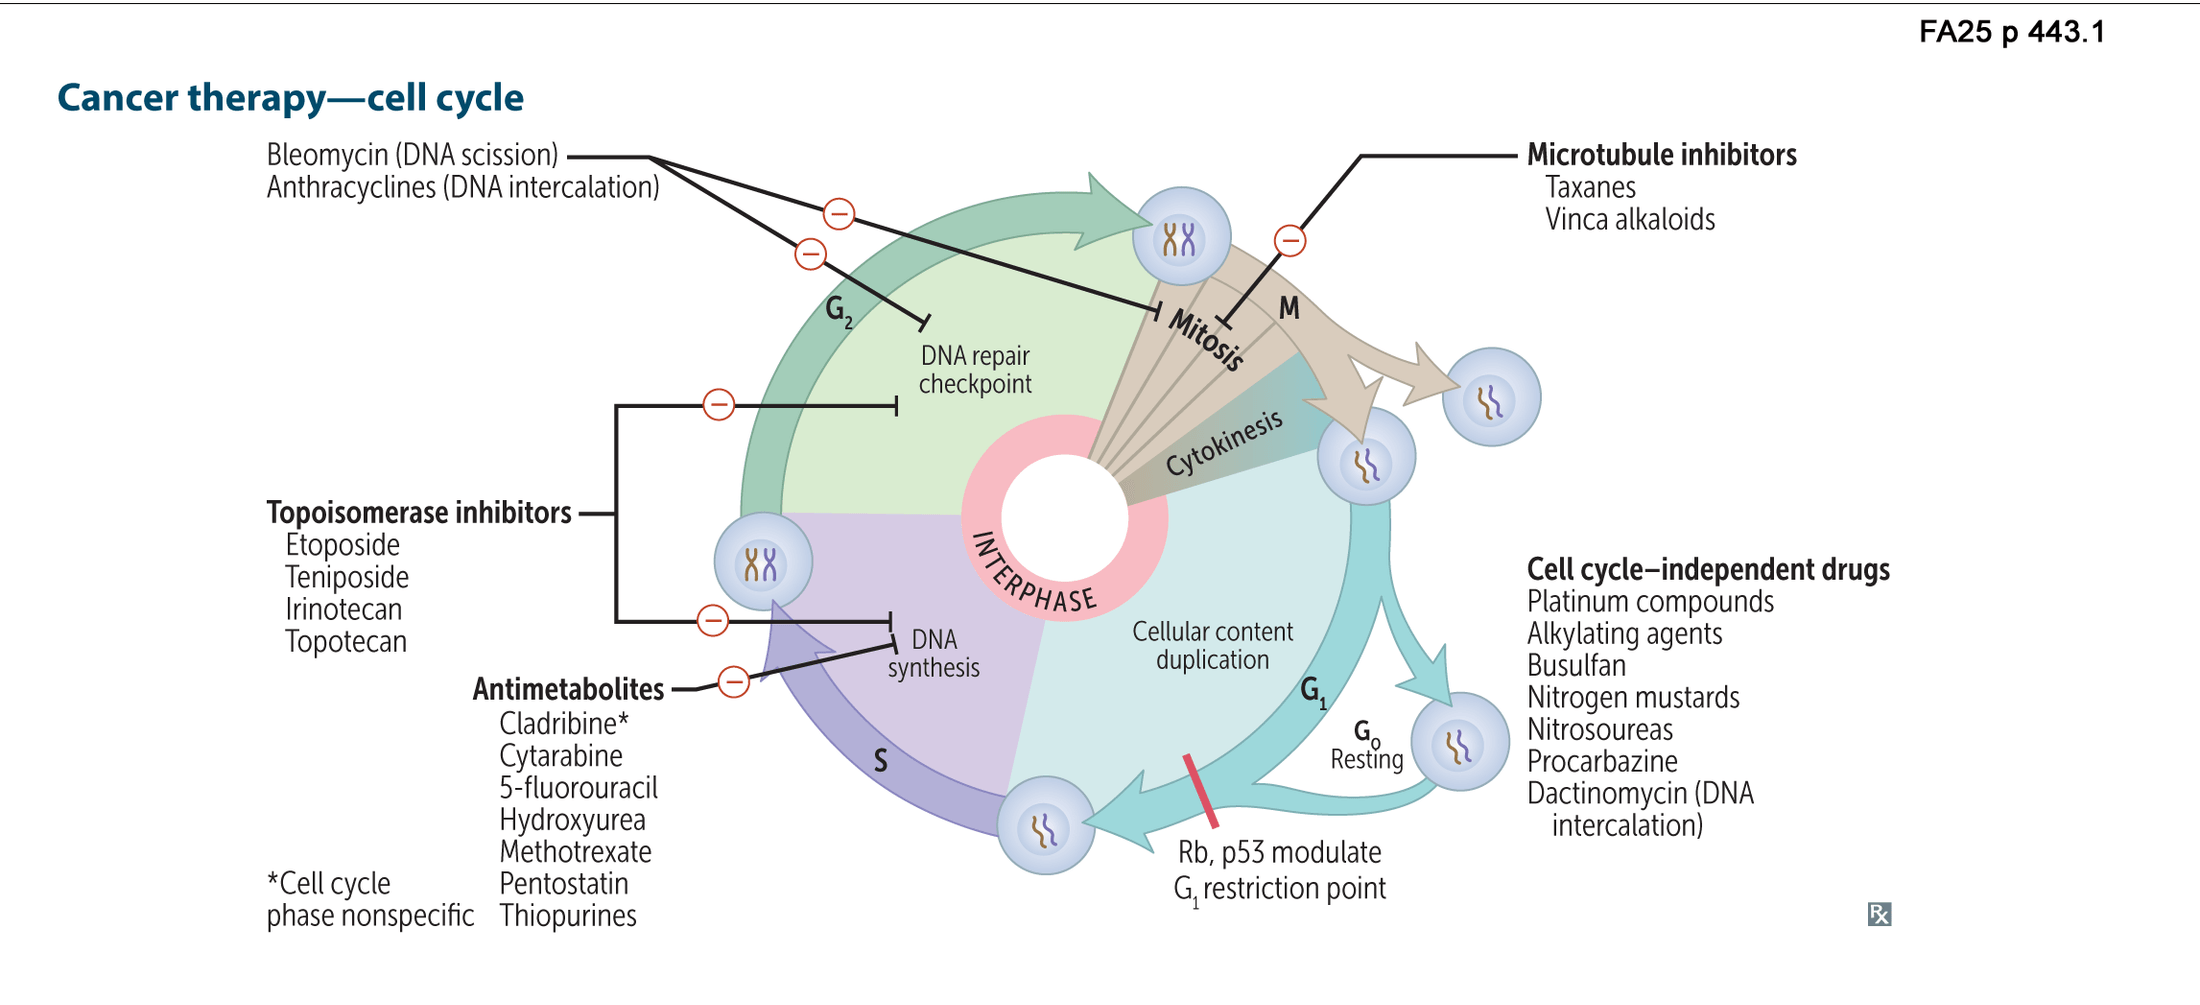 FA25 p 443.1
Cancer therapy—cell cycle
Bleomycin (DNA scission)
Anthracyclines (DNA intercalation)
Microtubule inhibitors
Taxanes
Vinca alkaloids
G2
M
Mitosis
DNA repair
checkpoint
Cytokinesis
Topoisomerase inhibitors
Etoposide
Teniposide
Irinotecan
Topotecan
INTERPHASE
DNA
synthesis
Cellular content
duplication
Cell cycle–independent drugs
Platinum compounds
Alkylating agents
Busulfan
Nitrogen mustards
Nitrosoureas
Procarbazine
Dactinomycin (DNA
intercalation)
Antimetabolites
Cladribine*
Cytarabine
5-fluorouracil
Hydroxyurea
Methotrexate
Pentostatin
Thiopurines
*Cell cycle
phase nonspecific
S
G1
G0
Resting
Rb, p53 modulate
G1 restriction point
Rx